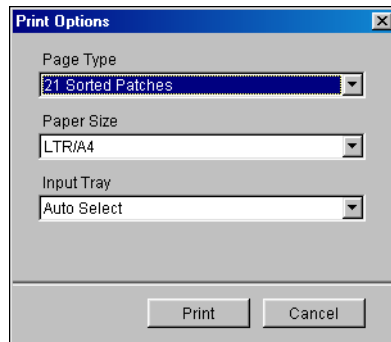 Print Options
Page Type
21 Sorted Patches
Paper Size
LTR/A4
Input Tray
Auto Select
Print Cancel